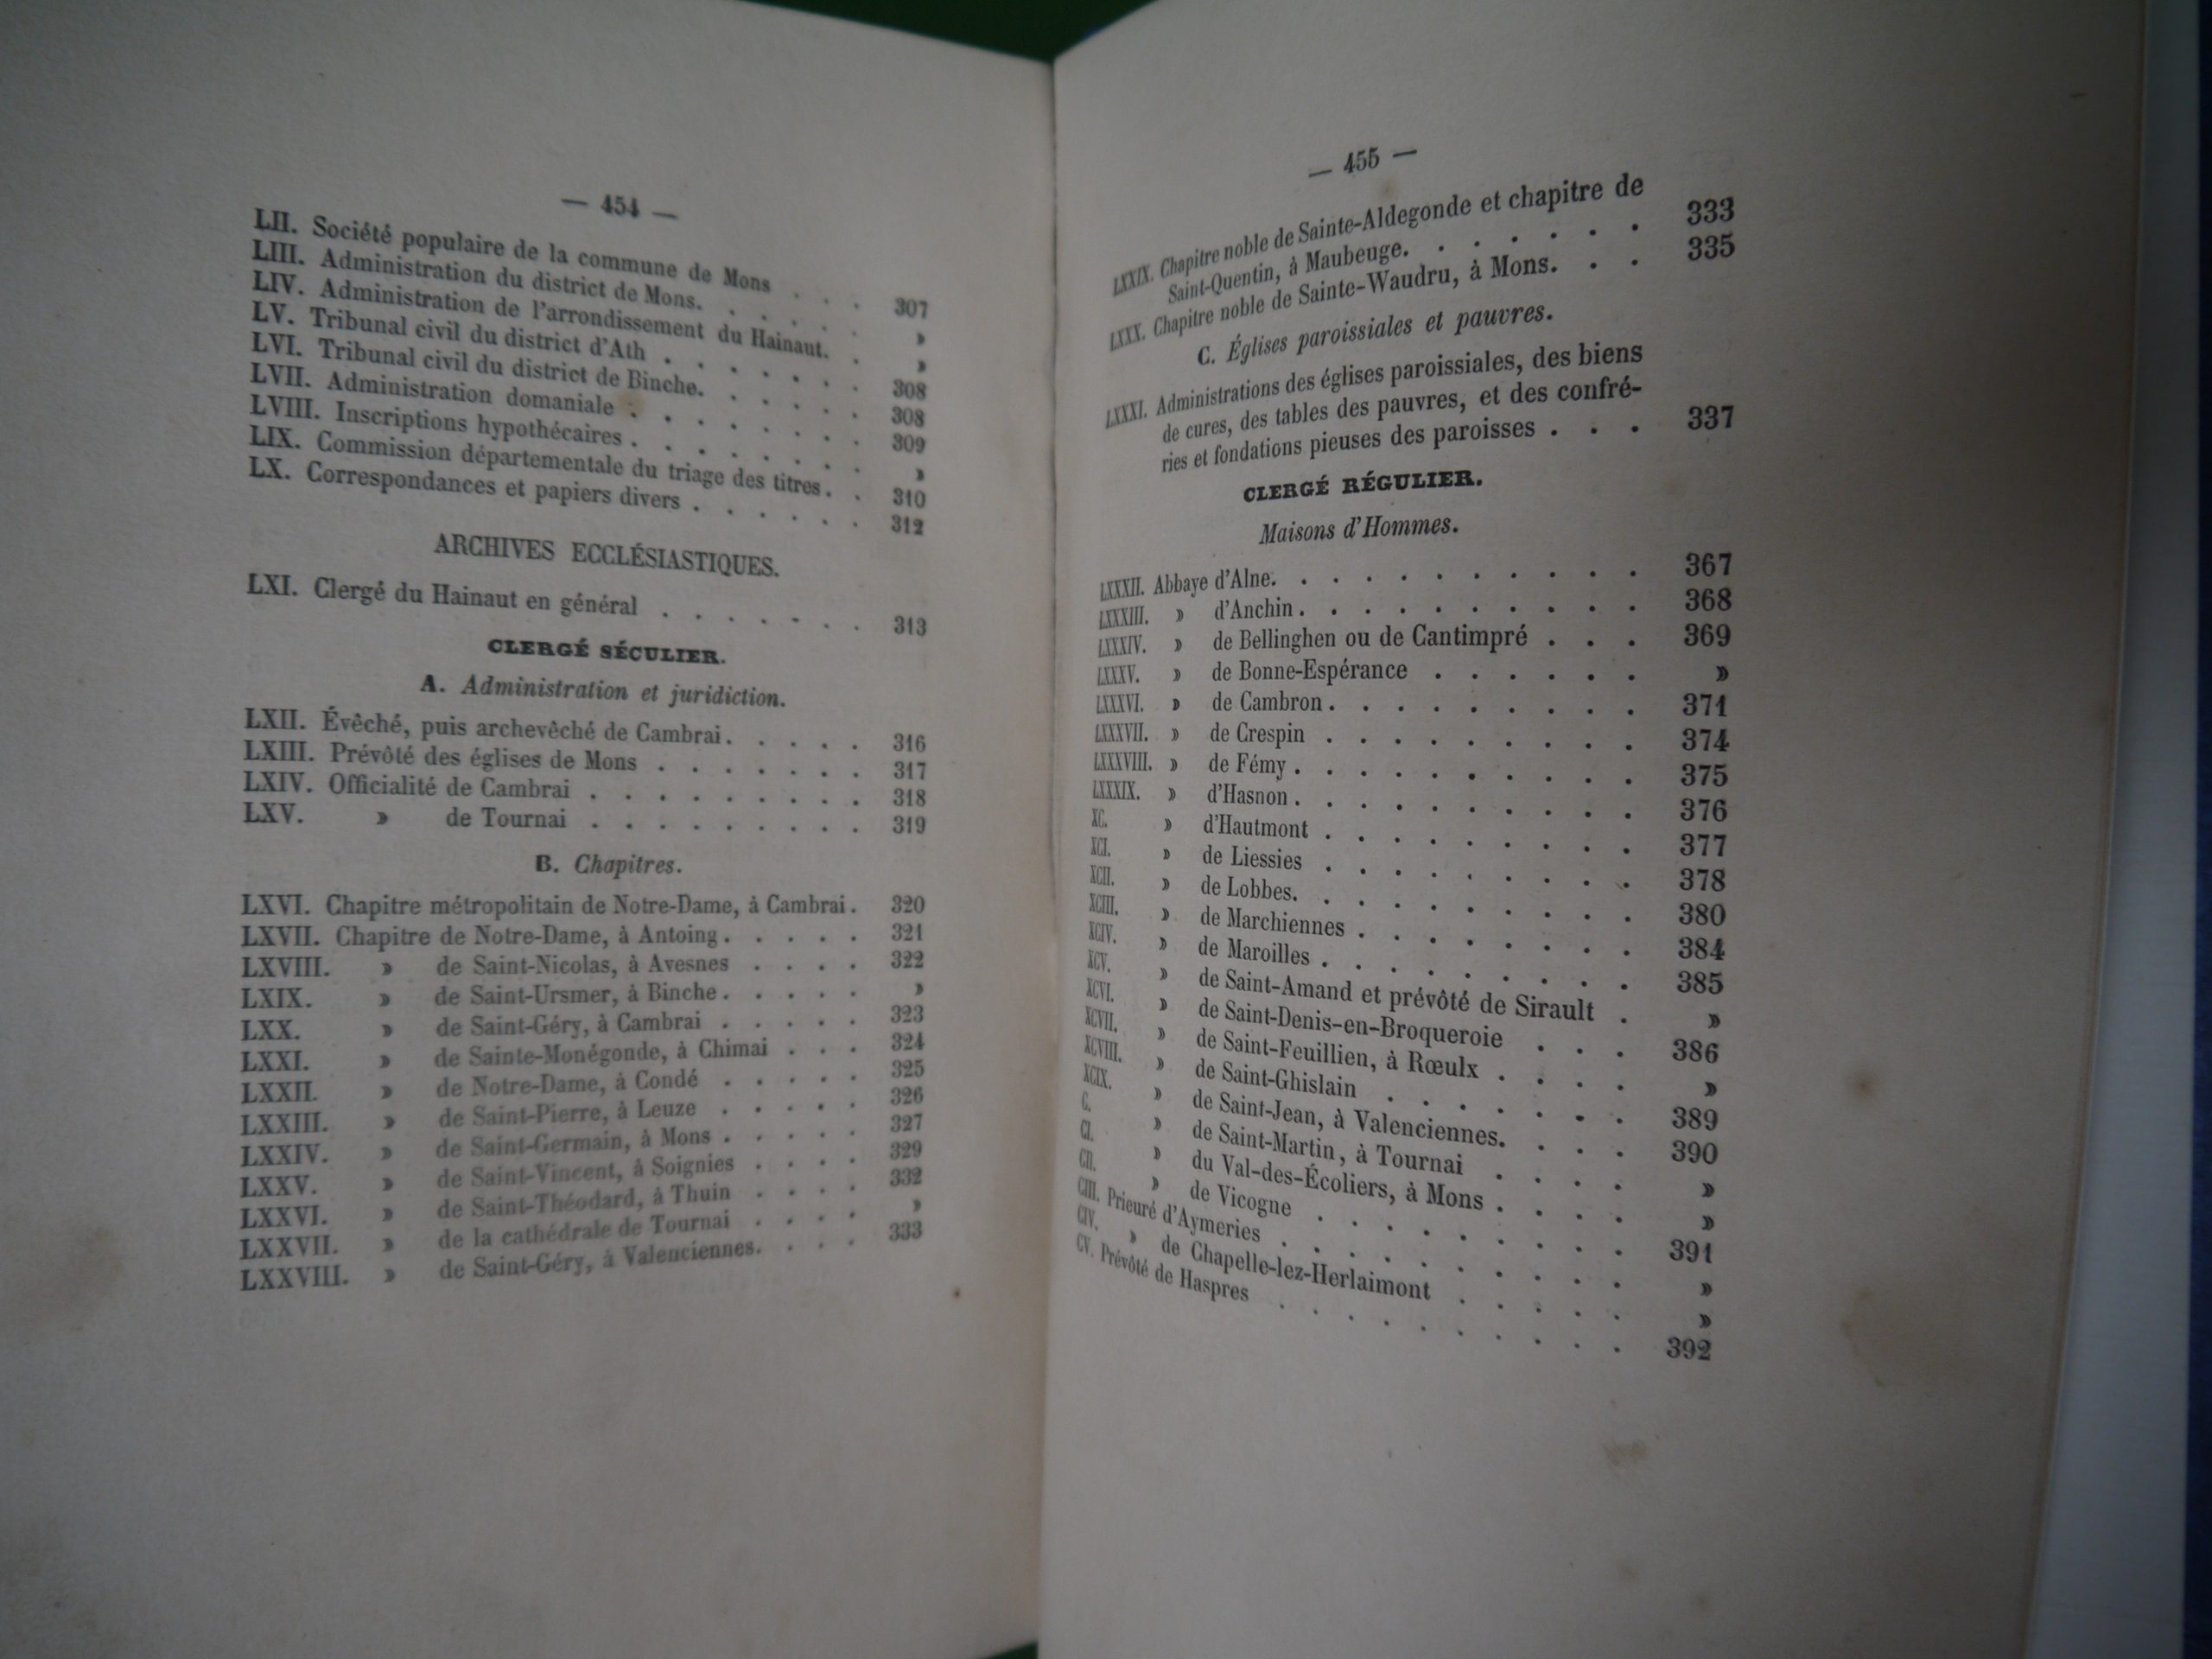 — 454 —
LII. Société populaire de la commune de Mons . . . 307
LIII. Administration du district de Mons. . . . . . »
LIV. Administration de l'arrondissement du Hainaut. . »
LV. Tribunal civil du district d'Ath . . . . . . . 308
LVI. Tribunal civil du district de Binche. . . . . . 308
LVII. Administration domaniale . . . . . . . . 309
LVIII. Inscriptions hypothécaires . . . . . . . . »
LIX. Commission départementale du triage des titres. . 310
LX. Correspondances et papiers divers . . . . . . 312
ARCHIVES ECCLÉSIASTIQUES.
LXI. Clergé du Hainaut en général . . . . . . . 313
CLERGÉ SÉCULIER.
A. Administration et juridiction.
LXII. Évêché, puis archevêché de Cambrai. . . . . 316
LXIII. Prévôté des églises de Mons . . . . . . . 317
LXIV. Officialité de Cambrai . . . . . . . . . 318
LXV. » de Tournai . . . . . . . . . 319
B. Chapitres.
LXVI. Chapitre métropolitain de Notre-Dame, à Cambrai. 320
LXVII. Chapitre de Notre-Dame, à Antoing. . . . . 321
LXVIII. » de Saint-Nicolas, à Avesnes . . . . 322
LXIX. » de Saint-Ursmer, à Binche. . . . . »
LXX. » de Saint-Géry, à Cambrai . . . . . 323
LXXI. » de Sainte-Monégonde, à Chimai . . . 324
LXXII. » de Notre-Dame, à Condé . . . . . 325
LXXIII. » de Saint-Pierre, à Leuze . . . . . 326
LXXIV. » de Saint-Germain, à Mons . . . . . 327
LXXV. » de Saint-Vincent, à Soignies . . . . 329
LXXVI. » de Saint-Théodard, à Thuin . . . . 332
LXXVII. » de la cathédrale de Tournai . . . . »
LXXVIII. » de Saint-Géry, à Valenciennes. . . . 333
— 455 —
LXXIX. Chapitre noble de Sainte-Aldegonde et chapitre de
Saint-Quentin, à Maubeuge. . . . . . . 333
LXXX. Chapitre noble de Sainte-Waudru, à Mons. . . 335
C. Églises paroissiales et pauvres.
LXXXI. Administrations des églises paroissiales, des biens
de cures, des tables des pauvres, et des confré-
ries et fondations pieuses des paroisses . . . 337
CLERGÉ RÉGULIER.
Maisons d'Hommes.
LXXXII. Abbaye d'Alne. . . . . . . . . . . 367
LXXXIII. » d'Anchin. . . . . . . . . . 368
LXXXIV. » de Bellinghen ou de Cantimpré . . . 369
LXXXV. » de Bonne-Espérance . . . . . . »
LXXXVI. » de Cambron. . . . . . . . . 371
LXXXVII. » de Crespin . . . . . . . . . 374
LXXXVIII. » de Fémy. . . . . . . . . . 375
LXXXIX. » d'Hasnon. . . . . . . . . . 376
XC. » d'Hautmont . . . . . . . . . 377
XCI. » de Liessies . . . . . . . . . 378
XCII. » de Lobbes. . . . . . . . . . 380
XCIII. » de Marchiennes . . . . . . . . 384
XCIV. » de Maroilles . . . . . . . . . 385
XCV. » de Saint-Amand et prévôté de Sirault . »
XCVI. » de Saint-Denis-en-Broqueroie . . . 386
XCVII. » de Saint-Feuillien, à Rœulx . . . . »
XCVIII. » de Saint-Ghislain . . . . . . . 389
XCIX. » de Saint-Jean, à Valenciennes. . . . 390
C. » de Saint-Martin, à Tournai . . . . »
CI. » du Val-des-Écoliers, à Mons . . . . »
CII. » de Vicogne . . . . . . . . . 391
CIII. Prieuré d'Aymeries . . . . . . . . . . »
CIV. » de Chapelle-lez-Herlaimont . . . . . »
CV. Prévôté de Haspres . . . . . . . . . . 392